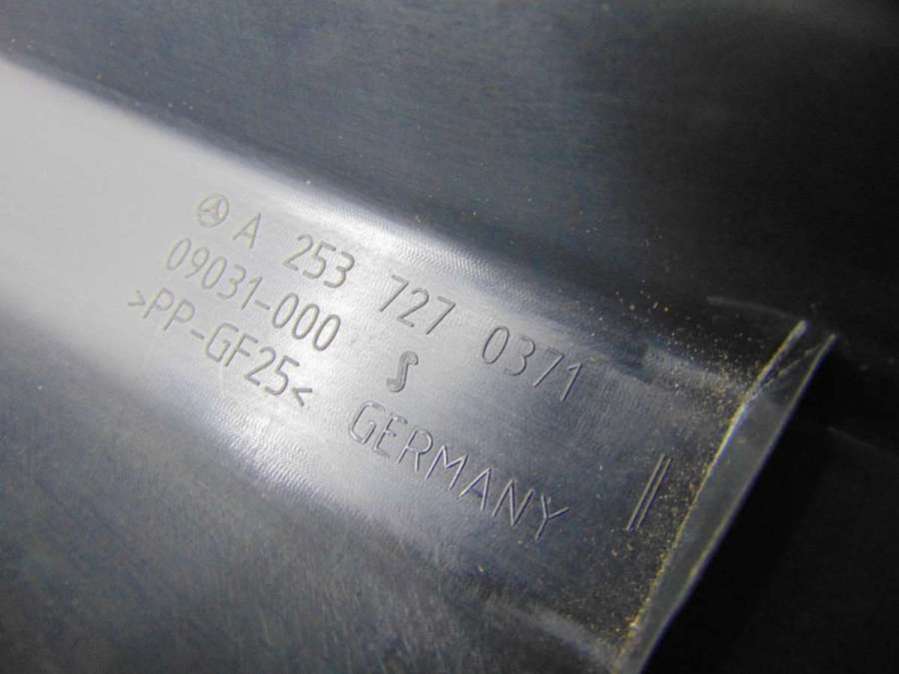 A 253 727 0371
09031-000
>PP-GF25<
GERMANY